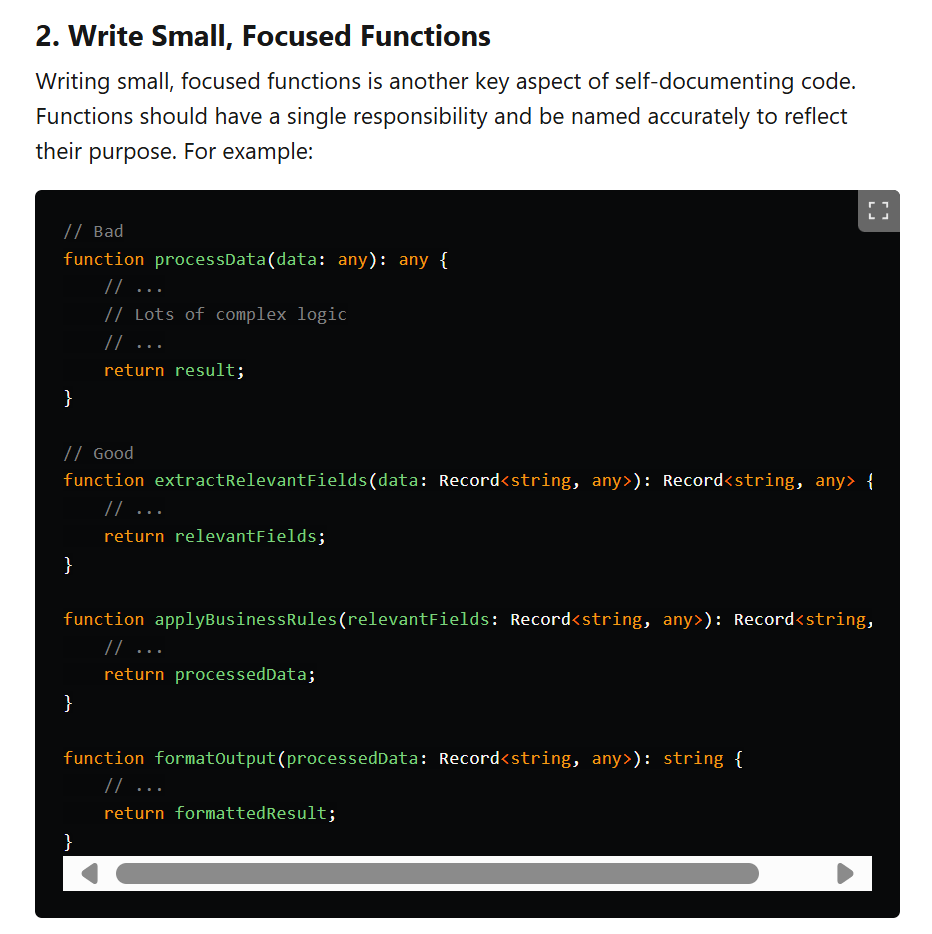 2. Write Small, Focused Functions
Writing small, focused functions is another key aspect of self-documenting code.
Functions should have a single responsibility and be named accurately to reflect
their purpose. For example:
// Bad
function processData(data: any): any {
    // ...
    // Lots of complex logic
    // ...
    return result;
}

// Good
function extractRelevantFields(data: Record<string, any>): Record<string, any> {
    // ...
    return relevantFields;
}

function applyBusinessRules(relevantFields: Record<string, any>): Record<string,
    // ...
    return processedData;
}

function formatOutput(processedData: Record<string, any>): string {
    // ...
    return formattedResult;
}